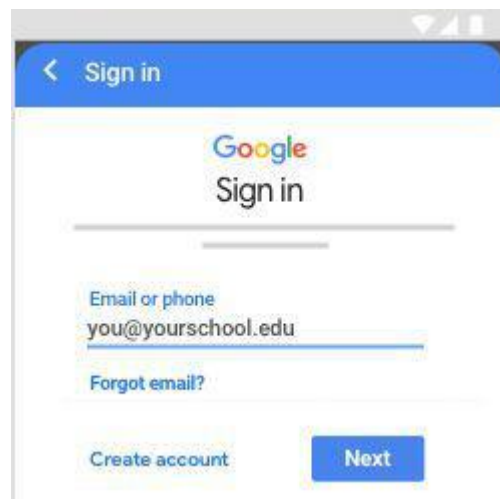 Sign in
Google
Sign in
Email or phone
you@yourschool.edu
Forgot email?
Create account
Next